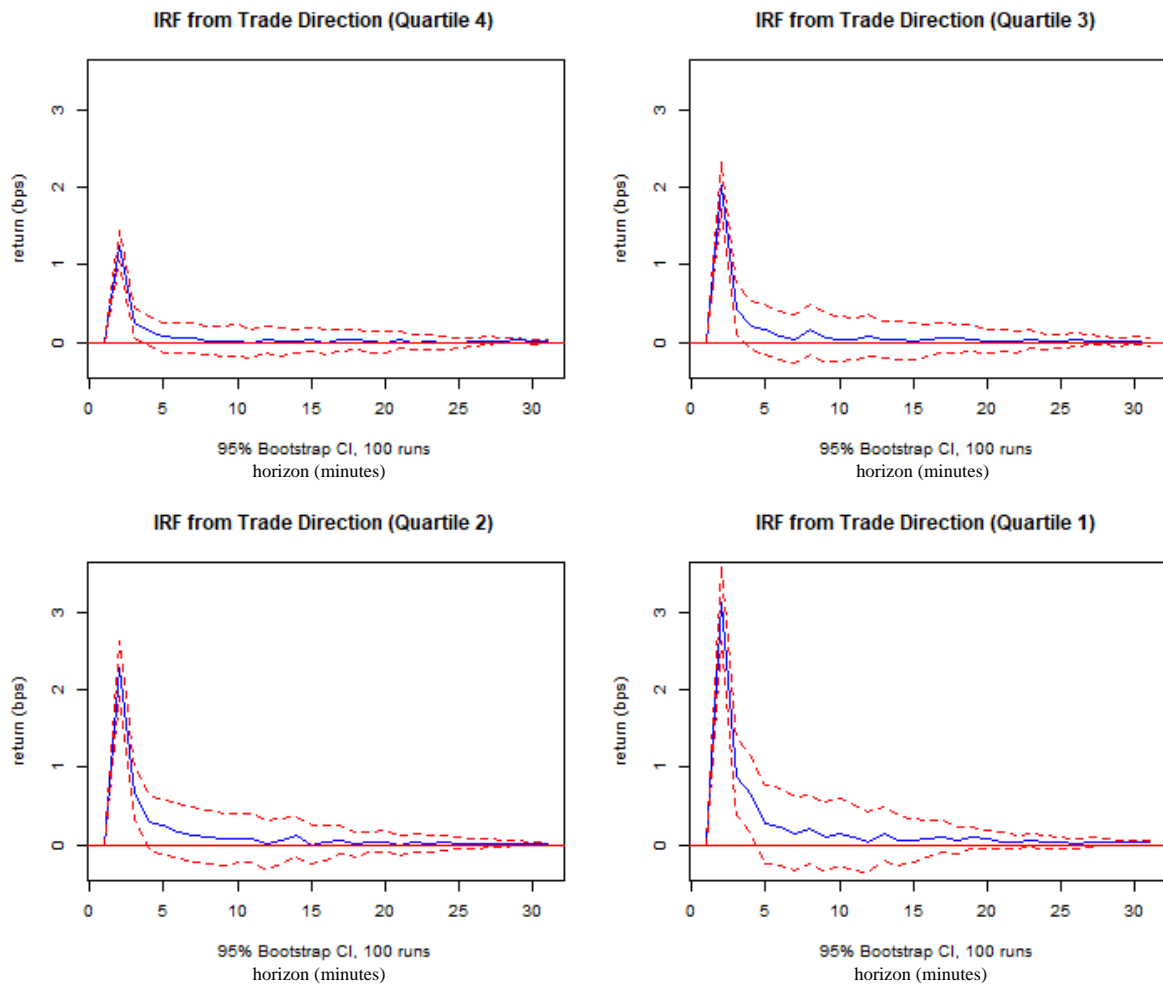 IRF from Trade Direction (Quartile 4)
return (bps)
3
2
1
0
0 5 10 15 20 25 30
95% Bootstrap CI, 100 runs
horizon (minutes)
IRF from Trade Direction (Quartile 3)
return (bps)
3
2
1
0
0 5 10 15 20 25 30
95% Bootstrap CI, 100 runs
horizon (minutes)
IRF from Trade Direction (Quartile 2)
return (bps)
3
2
1
0
0 5 10 15 20 25 30
95% Bootstrap CI, 100 runs
horizon (minutes)
IRF from Trade Direction (Quartile 1)
return (bps)
3
2
1
0
0 5 10 15 20 25 30
95% Bootstrap CI, 100 runs
horizon (minutes)